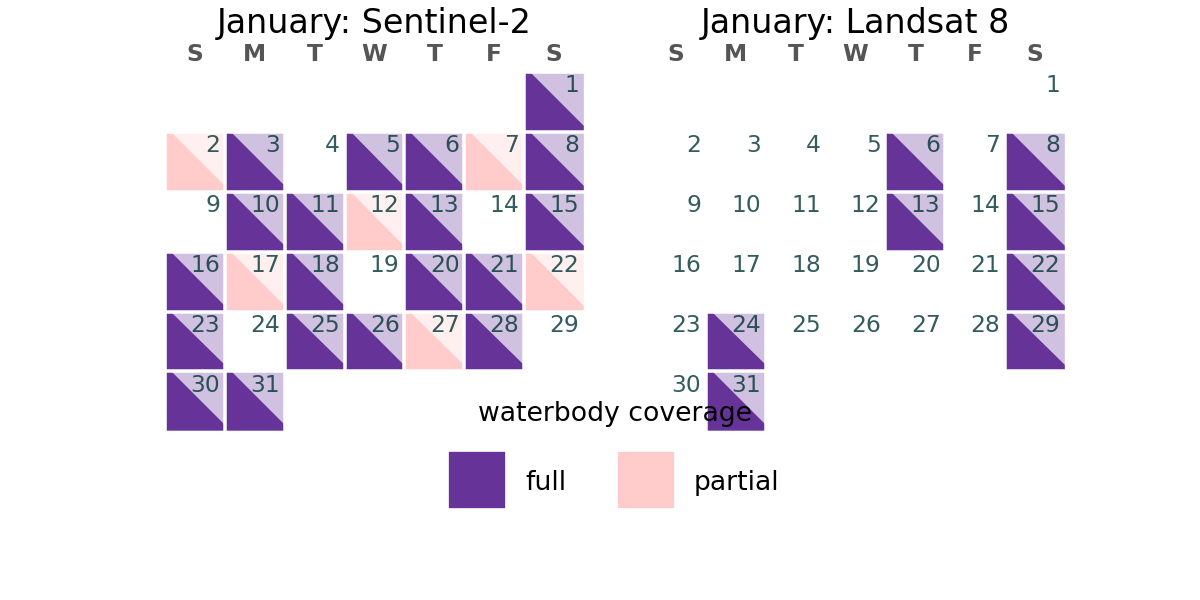 January: Sentinel-2
S M T W T F S
1
2 3 4 5 6 7 8
9 10 11 12 13 14 15
16 17 18 19 20 21 22
23 24 25 26 27 28 29
30 31
January: Landsat 8
S M T W T F S
1
2 3 4 5 6 7 8
9 10 11 12 13 14 15
16 17 18 19 20 21 22
23 24 25 26 27 28 29
30 31
waterbody coverage
full partial